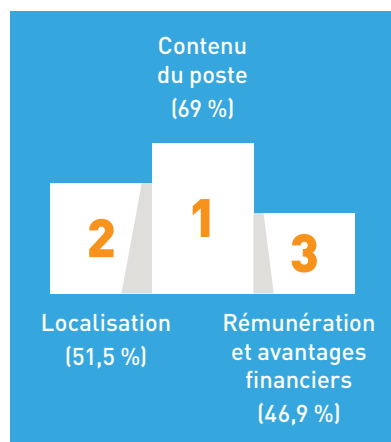 Contenu
du poste
(69 %)
2
1
3
Localisation
(51,5 %)
Rémunération
et avantages
financiers
(46,9 %)